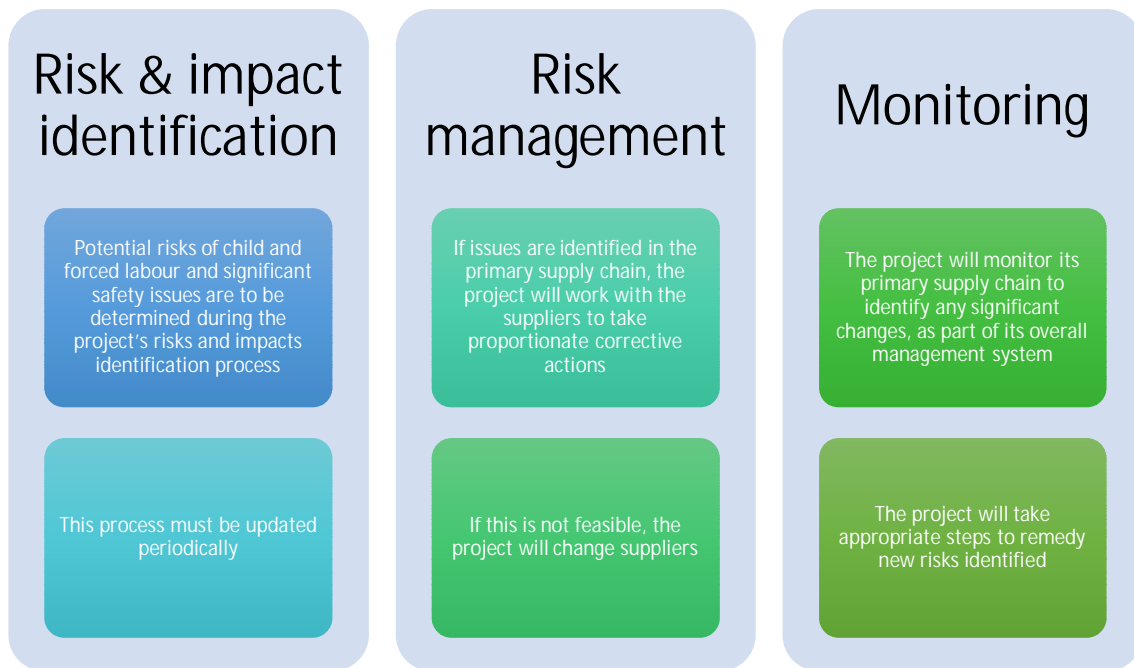 Risk & impact
identification
Potential risks of child and
forced labour and significant
safety issues are to be
determined during the
project's risks and impacts
identification process
This process must be updated
periodically
Risk
management
If issues are identified in the
primary supply chain, the
project will work with the
suppliers to take
proportionate corrective
actions
If this is not feasible, the
project will change suppliers
Monitoring
The project will monitor its
primary supply chain to
identify any significant
changes, as part of its overall
management system
The project will take
appropriate steps to remedy
new risks identified